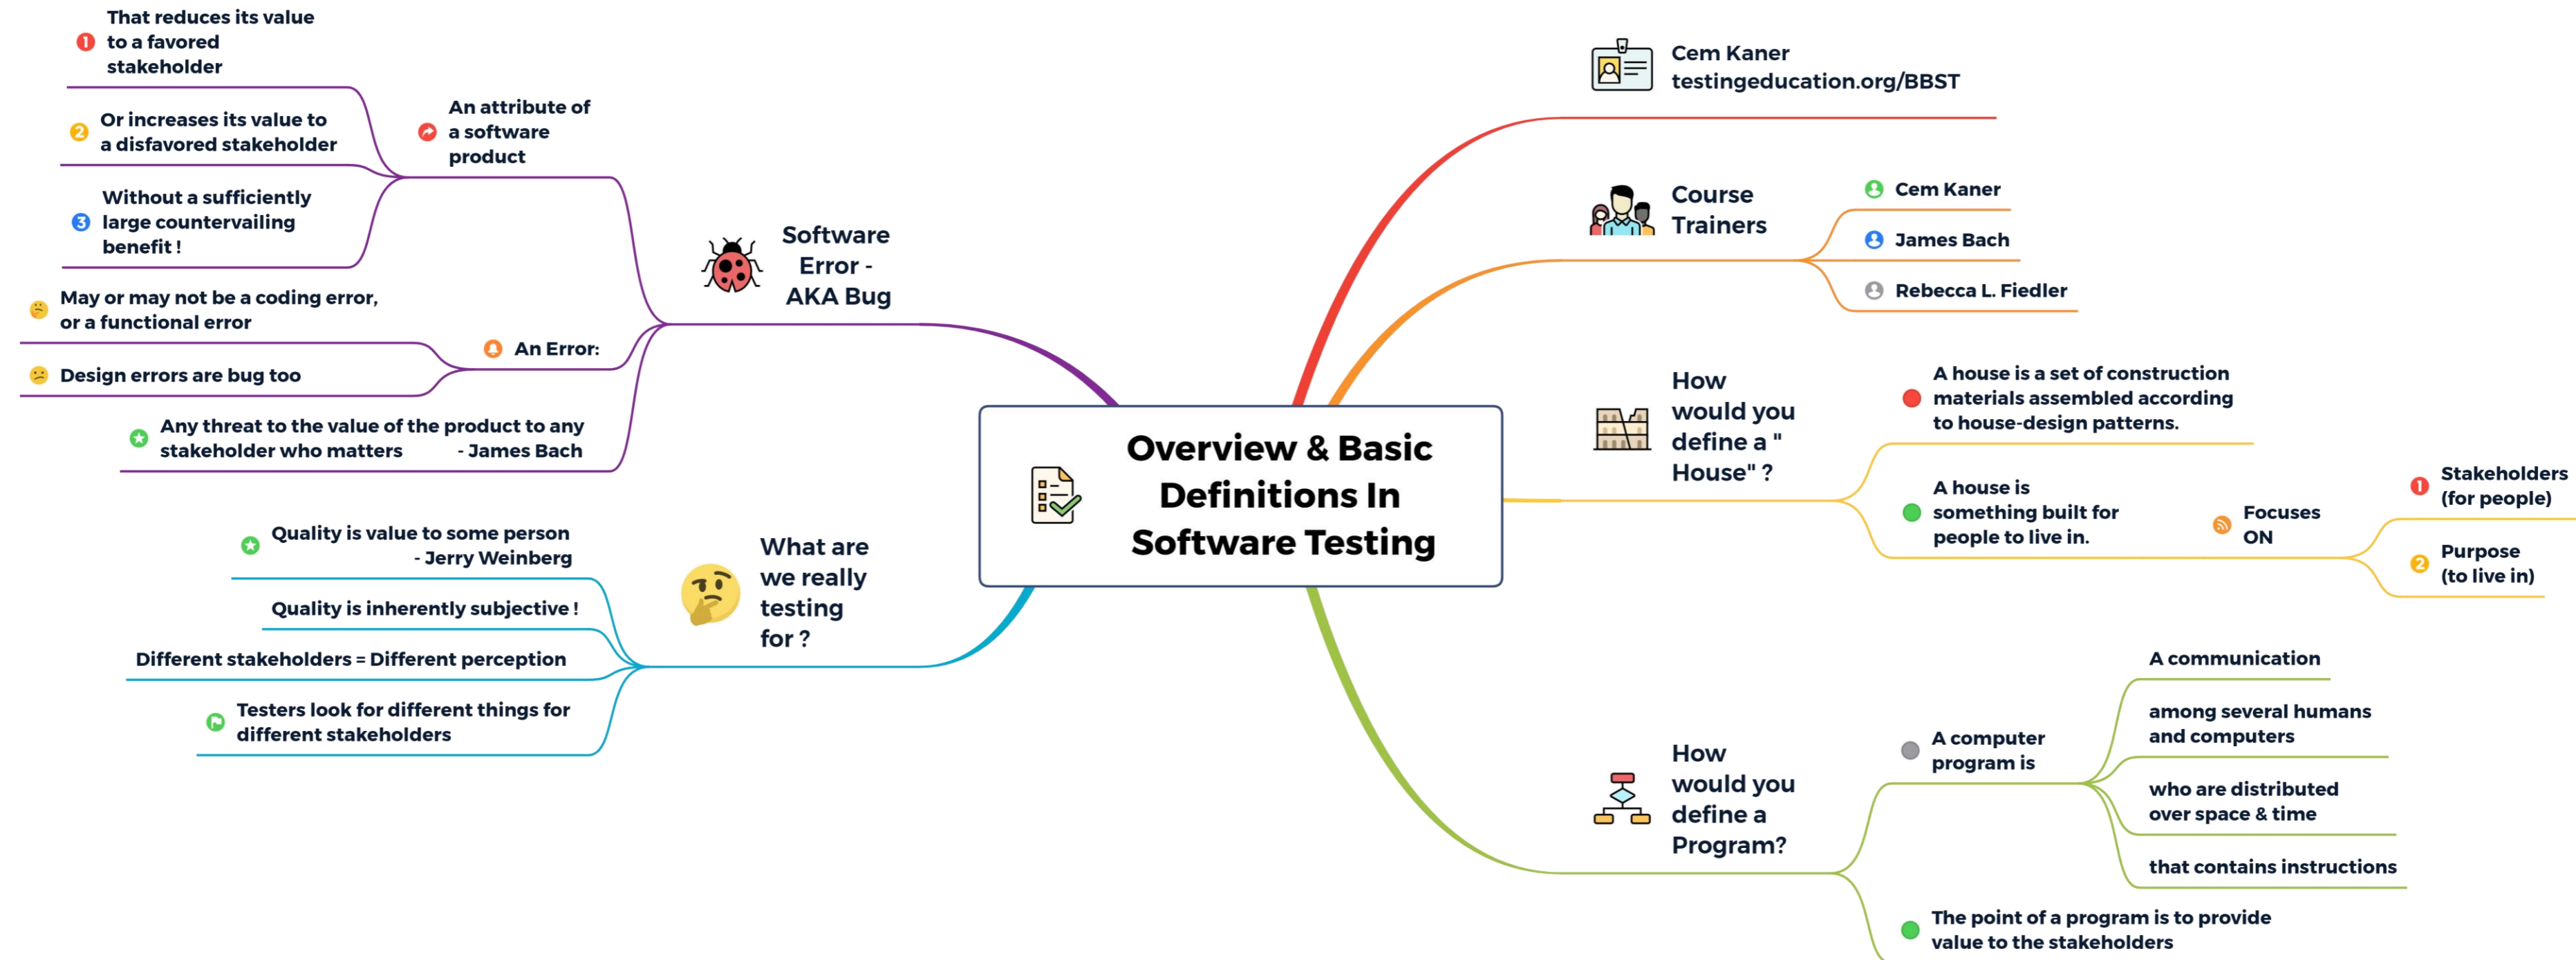 Overview & Basic
Definitions In
Software Testing
Cem Kaner
testingeducation.org/BBST
Course
Trainers
Cem Kaner
James Bach
Rebecca L. Fiedler
How
would you
define a "
House" ?
A house is a set of construction
materials assembled according
to house-design patterns.
A house is
something built for
people to live in.
Focuses
ON
1
Stakeholders
(for people)
2
Purpose
(to live in)
How
would you
define a
Program?
A computer
program is
A communication
among several humans
and computers
who are distributed
over space & time
that contains instructions
The point of a program is to provide
value to the stakeholders
Software
Error -
AKA Bug
An attribute of
a software
product
1
That reduces its value
to a favored
stakeholder
2
Or increases its value to
a disfavored stakeholder
3
Without a sufficiently
large countervailing
benefit !
An Error:
May or may not be a coding error,
or a functional error
Design errors are bug too
Any threat to the value of the product to any
stakeholder who matters - James Bach
What are
we really
testing
for ?
Quality is value to some person
- Jerry Weinberg
Quality is inherently subjective !
Different stakeholders = Different perception
Testers look for different things for
different stakeholders